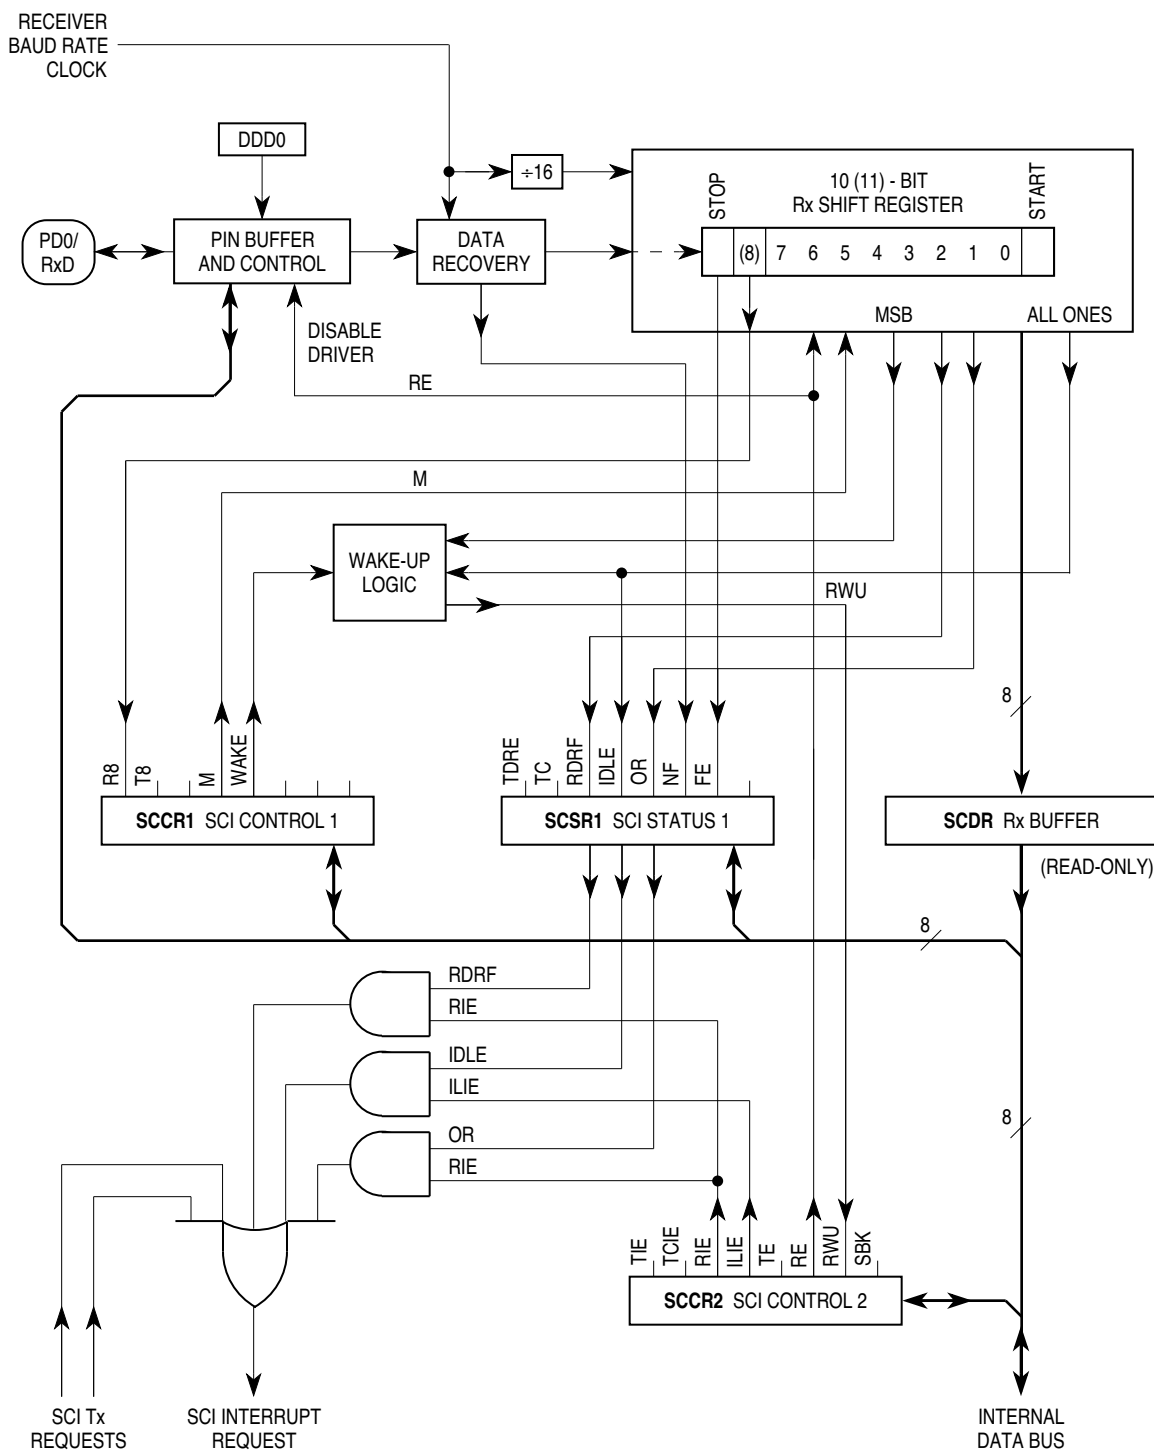 RECEIVER
BAUD RATE
CLOCK
DDD0
÷16
10 (11) - BIT
Rx SHIFT REGISTER
STOP
START
PD0/
RxD
PIN BUFFER
AND CONTROL
DATA
RECOVERY
(8) 7 6 5 4 3 2 1 0
MSB
ALL ONES
DISABLE
DRIVER
RE
M
WAKE-UP
LOGIC
RWU
8
R8
T8
M
WAKE
TDRE
TC
RDRF
IDLE
OR
NF
FE
SCCR1 SCI CONTROL 1
SCSR1 SCI STATUS 1
SCDR Rx BUFFER
(READ-ONLY)
8
RDRF
RIE
IDLE
ILIE
OR
RIE
8
TIE
TCIE
RIE
ILIE
TE
RE
RWU
SBK
SCCR2 SCI CONTROL 2
SCI Tx
REQUESTS
SCI INTERRUPT
REQUEST
INTERNAL
DATA BUS